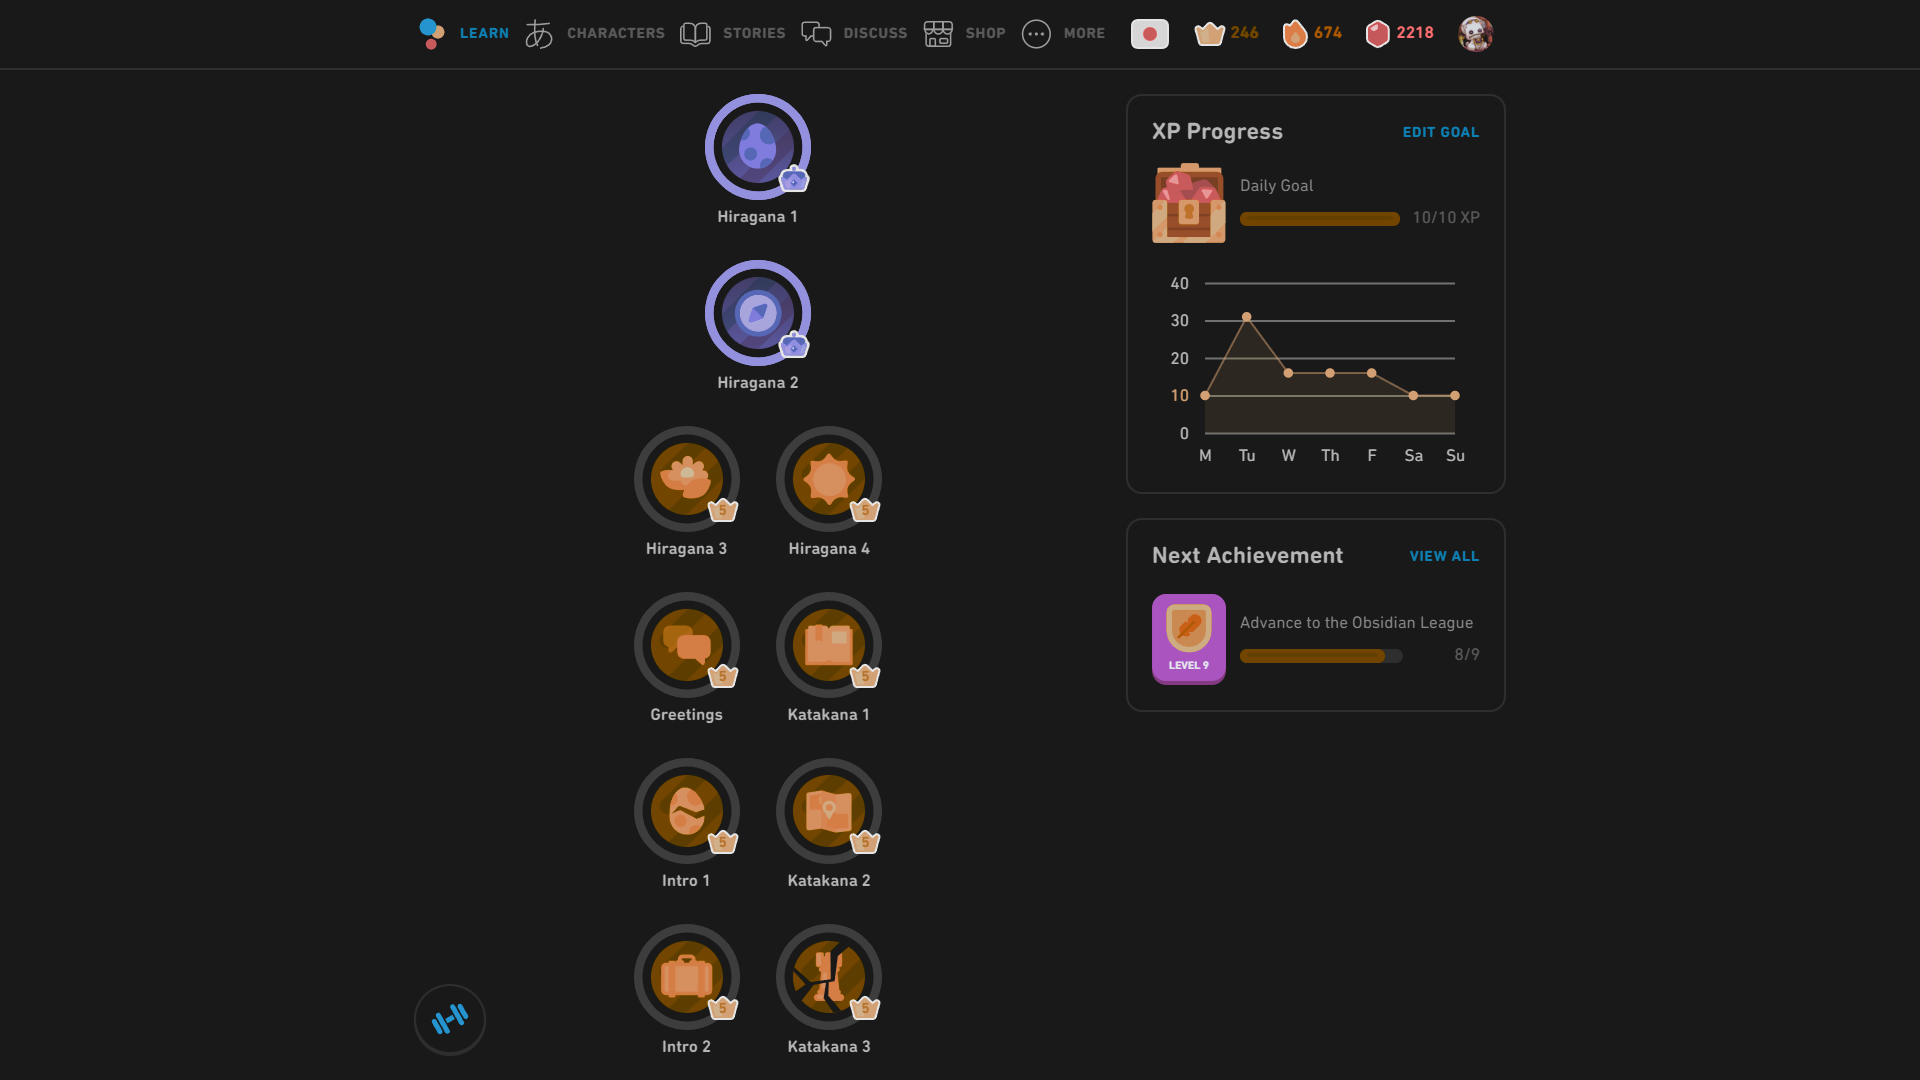 LEARN
あ CHARACTERS
STORIES
DISCUSS
SHOP
MORE
246
674
2218
Hiragana 1
Hiragana 2
5
5
Hiragana 3
Hiragana 4
5
5
Greetings
Katakana 1
5
5
Intro 1
Katakana 2
5
5
Intro 2
Katakana 3
XP Progress
EDIT GOAL
Daily Goal
10/10 XP
40
30
20
10
0
M Tu W Th F Sa Su
Next Achievement
VIEW ALL
LEVEL 9
Advance to the Obsidian League
8/9